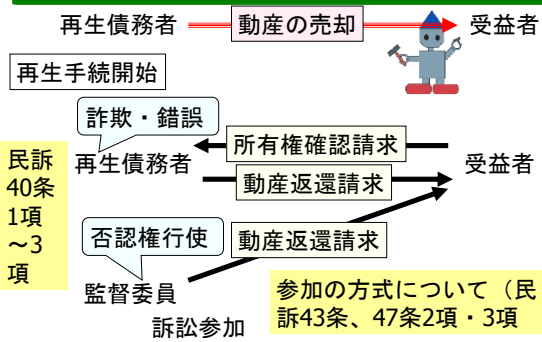 再生債務者
動産の売却
受益者
再生手続開始
詐欺・錯誤
所有権確認請求
再生債務者
受益者
動産返還請求
民訴
40条
1項
～3
項
否認権行使
動産返還請求
監督委員
訴訟参加
参加の方式について（民
訴43条、47条2項・3項